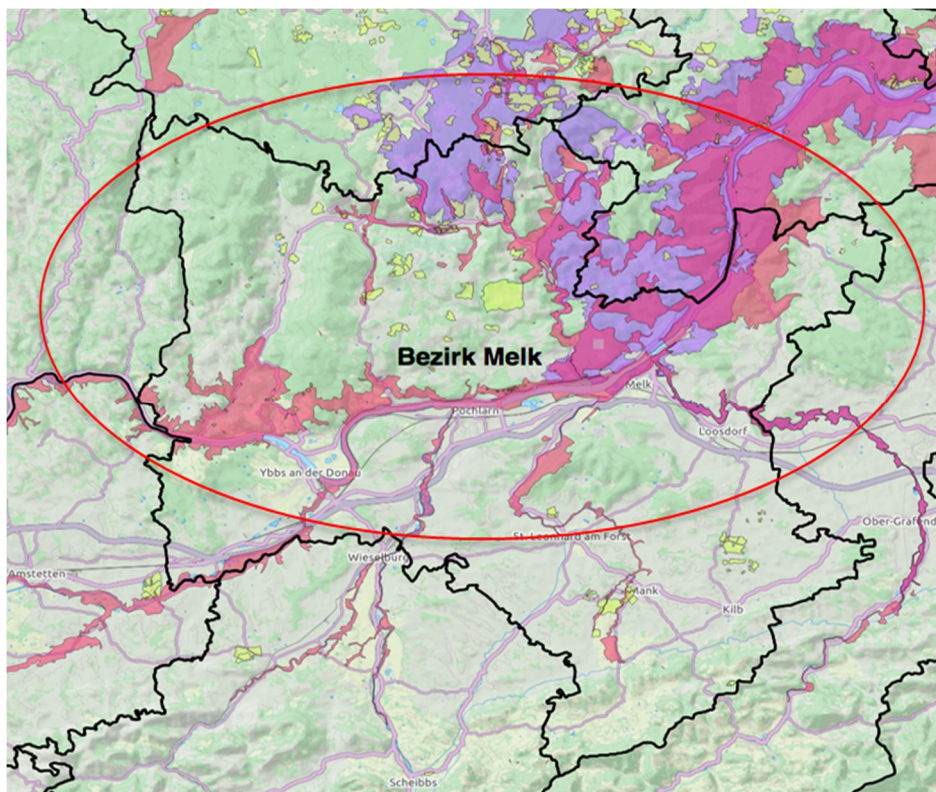 Bezirk Melk
Melk
Pöchlarn
Loosdorf
Ybbs an der Donau
Ober-Grafend
St. Leonhard am Forst
Wieselburg
Amstetten
Mank
Kilb
Scheibbs